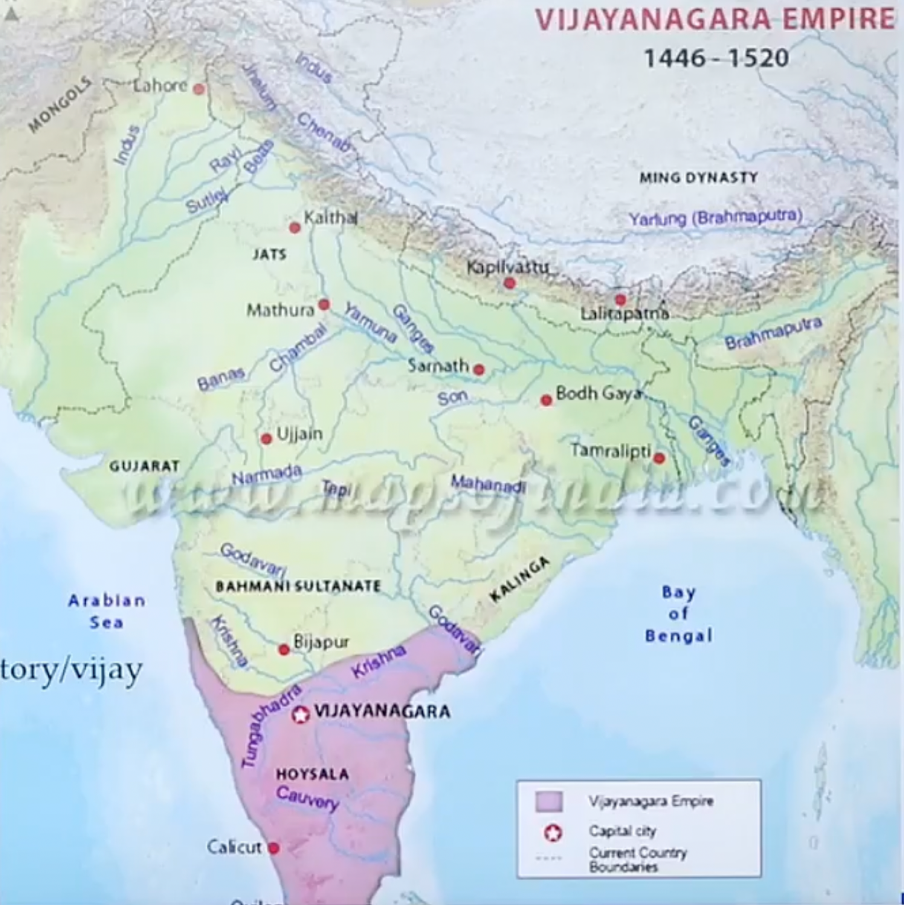 VIJAYANAGARA EMPIRE
1446 - 1520
MONGOLS
Lahore
Indus
Jhelum
Indus
Chenab
Ravi
Beas
Sutlej
MING DYNASTY
Yarlung (Brahmaputra)
Kaithal
JATS
Kapilvastu
Lalitapatna
Mathura
Yamuna
Ganges
Brahmaputra
Banas
Chambal
Sarnath
Son
Bodh Gaya
Ujjain
Tamralipti
Ganges
GUJARAT
Narmada
Tapi
Mahanadi
www.mapsofindia.com
Godavari
BAHMANI SULTANATE
KALINGA
Arabian
Sea
Bay
of
Bengal
Krishna
Bijapur
Godavari
Krishna
tory/vijay
Tungabhadra
VIJAYANAGARA
HOYSALA
Cauvery
Calicut
Vijayanagara Empire
Capital city
Current Country
Boundaries